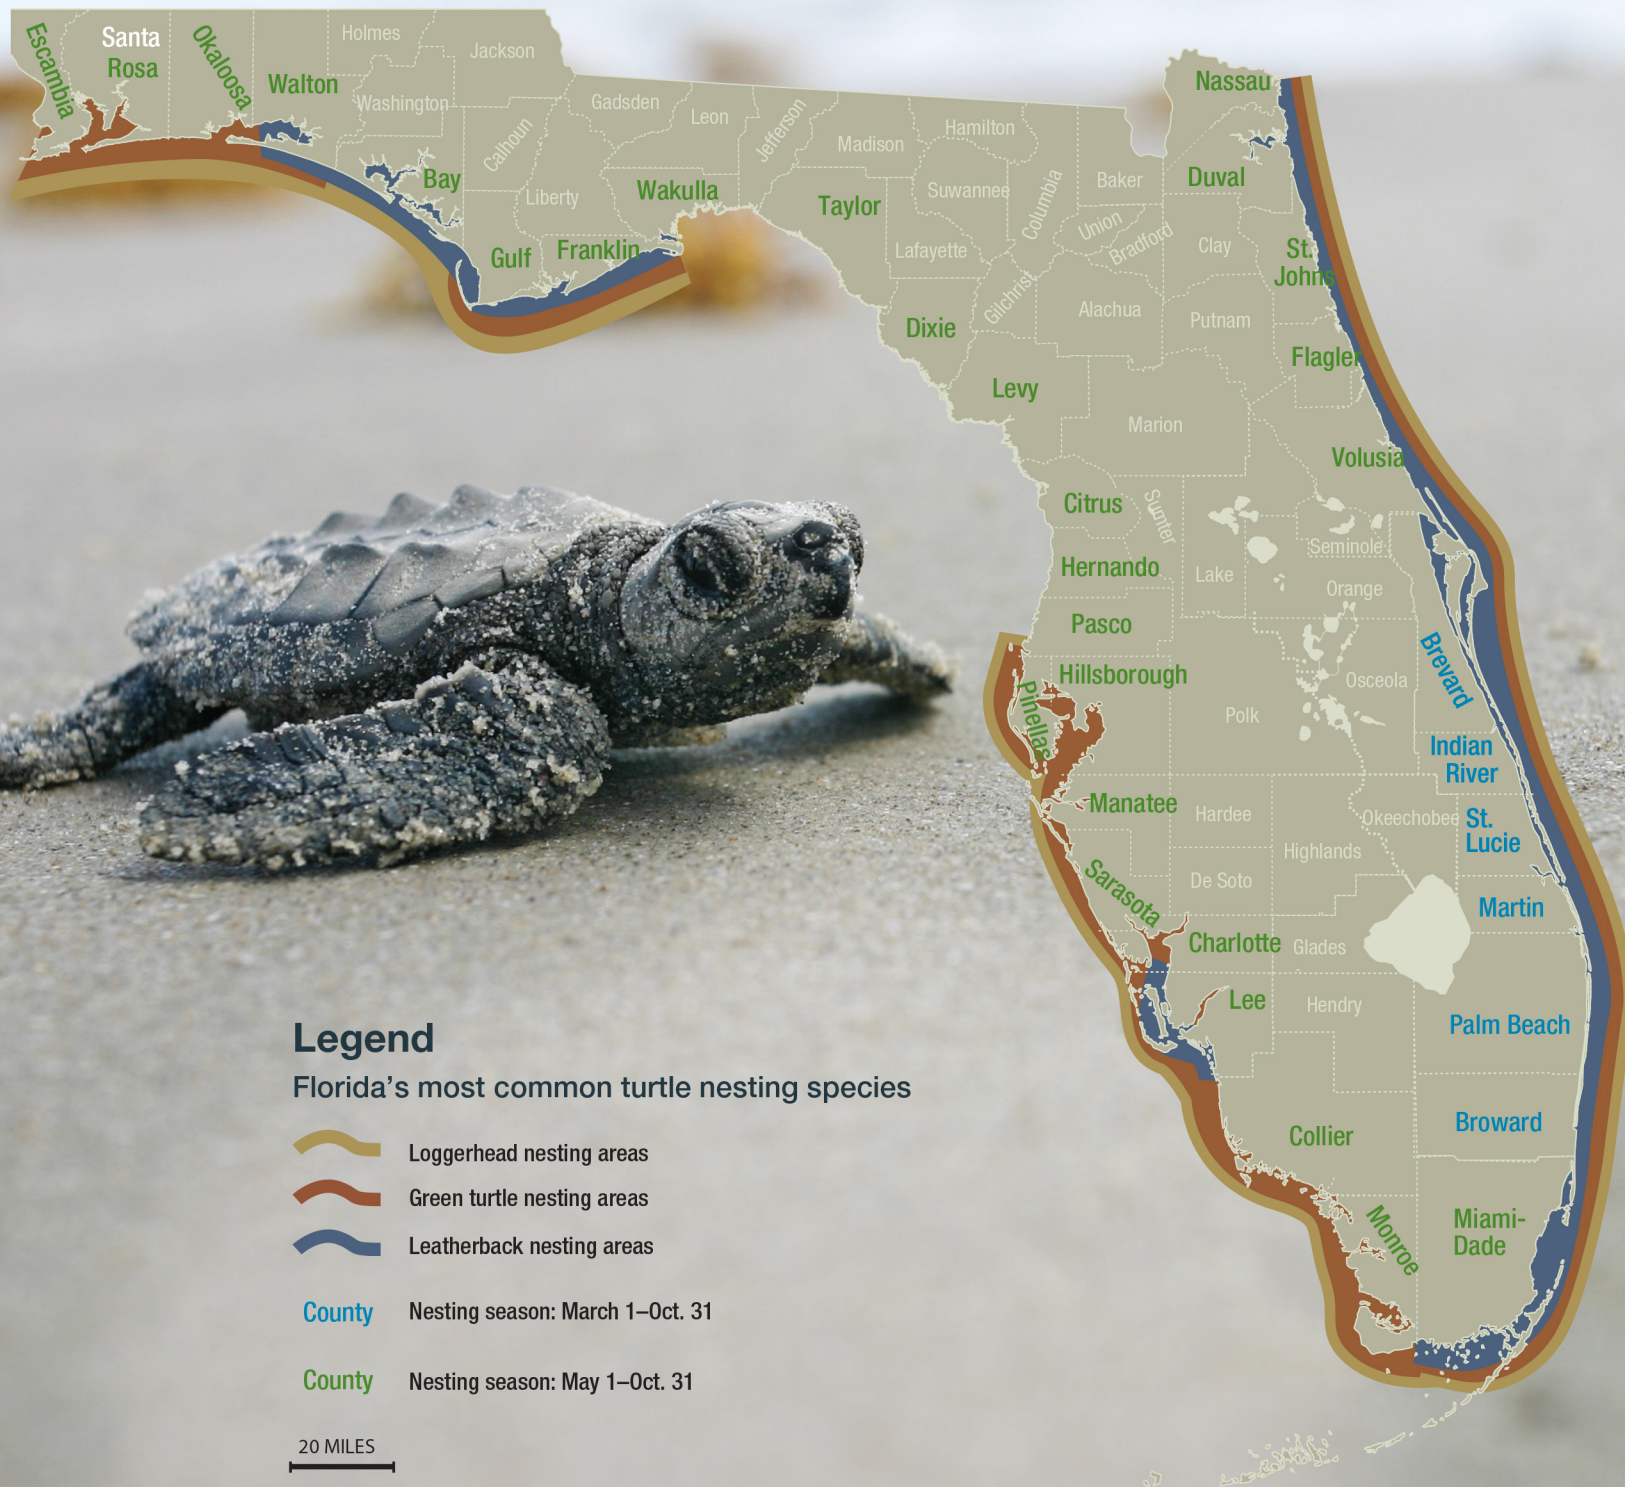 Escambia
Santa
Rosa
Okaloosa
Walton
Holmes
Jackson
Washington
Bay
Calhoun
Gulf
Liberty
Franklin
Gadsden
Leon
Wakulla
Jefferson
Madison
Taylor
Hamilton
Suwannee
Lafayette
Dixie
Columbia
Gilchrist
Levy
Baker
Union
Bradford
Alachua
Nassau
Duval
Clay
St.
Johns
Putnam
Flagler
Marion
Volusia
Citrus
Sumter
Hernando
Lake
Seminole
Orange
Pasco
Hillsborough
Pinellas
Polk
Osceola
Brevard
Indian
River
Manatee
Hardee
Okeechobee
St.
Lucie
Highlands
Sarasota
De Soto
Martin
Charlotte
Glades
Lee
Hendry
Palm Beach
Collier
Broward
Monroe
Miami-
Dade
Legend
Florida’s most common turtle nesting species
Loggerhead nesting areas
Green turtle nesting areas
Leatherback nesting areas
County Nesting season: March 1–Oct. 31
County Nesting season: May 1–Oct. 31
20 MILES